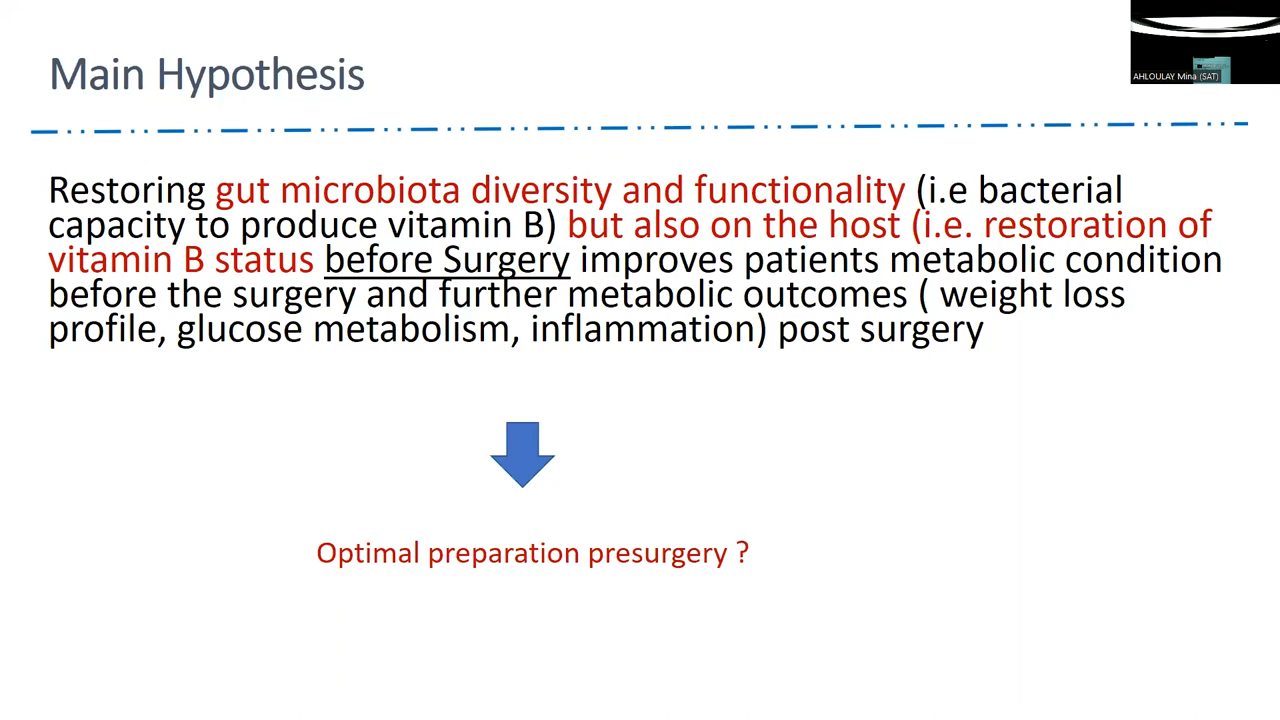 Main Hypothesis
AHLOULAY Mina (SAT)
Restoring gut microbiota diversity and functionality (i.e bacterial
capacity to produce vitamin B) but also on the host (i.e. restoration of
vitamin B status before Surgery improves patients metabolic condition
before the surgery and further metabolic outcomes ( weight loss
profile, glucose metabolism, inflammation) post surgery
Optimal preparation presurgery ?